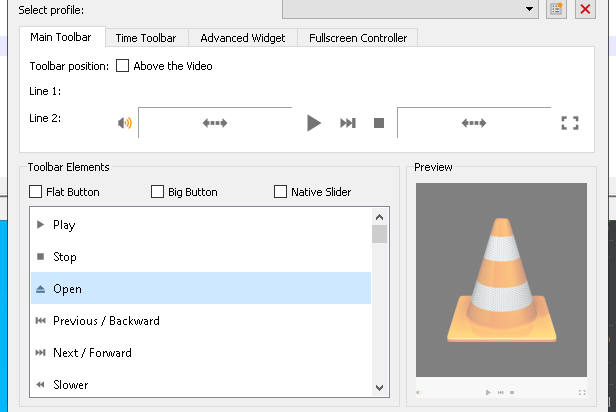 Select profile:
Main Toolbar Time Toolbar Advanced Widget Fullscreen Controller
Toolbar position: Above the Video
Line 1:
Line 2:
Toolbar Elements
Flat Button Big Button Native Slider
Play
Stop
Open
Previous / Backward
Next / Forward
Slower
Preview